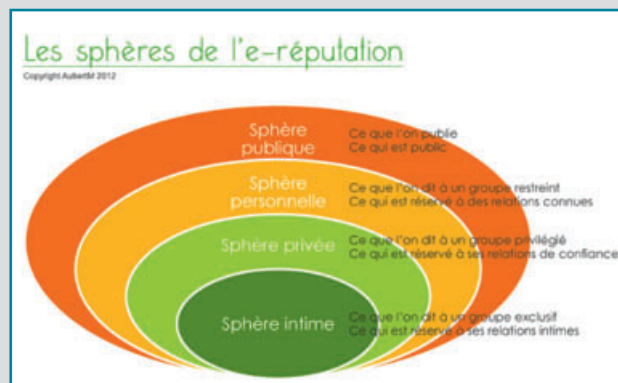 Les sphères de l'e-réputation
Copyright AubertM 2012
Sphère
publique
Ce que l'on publie
Ce qui est public
Sphère
personnelle
Ce que l'on dit à un groupe restreint
Ce qui est réservé à des relations connues
Sphère privée
Ce que l'on dit à un groupe privilégié
Ce qui est réservé à ses relations de confiance
Sphère intime
Ce que l'on dit à un groupe exclusif
Ce qui est réservé à ses relations intimes